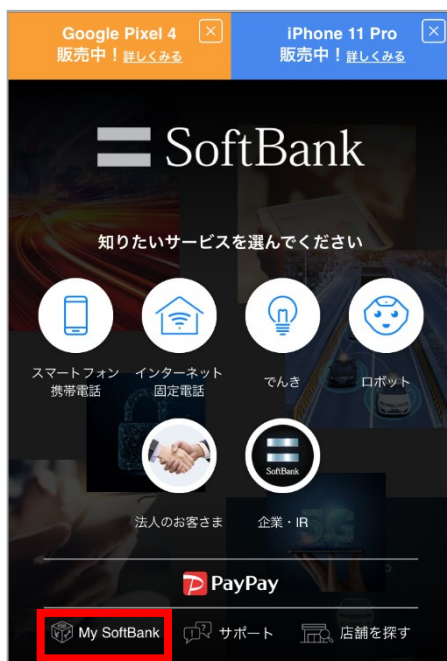 Google Pixel 4
販売中！詳しくみる
iPhone 11 Pro
販売中！詳しくみる
SoftBank
知りたいサービスを選んでください
スマートフォン
携帯電話
インターネット
固定電話
でんき
ロボット
SoftBank
法人のお客さま
企業・IR
5G
PayPay
My SoftBank
サポート
店舗を探す